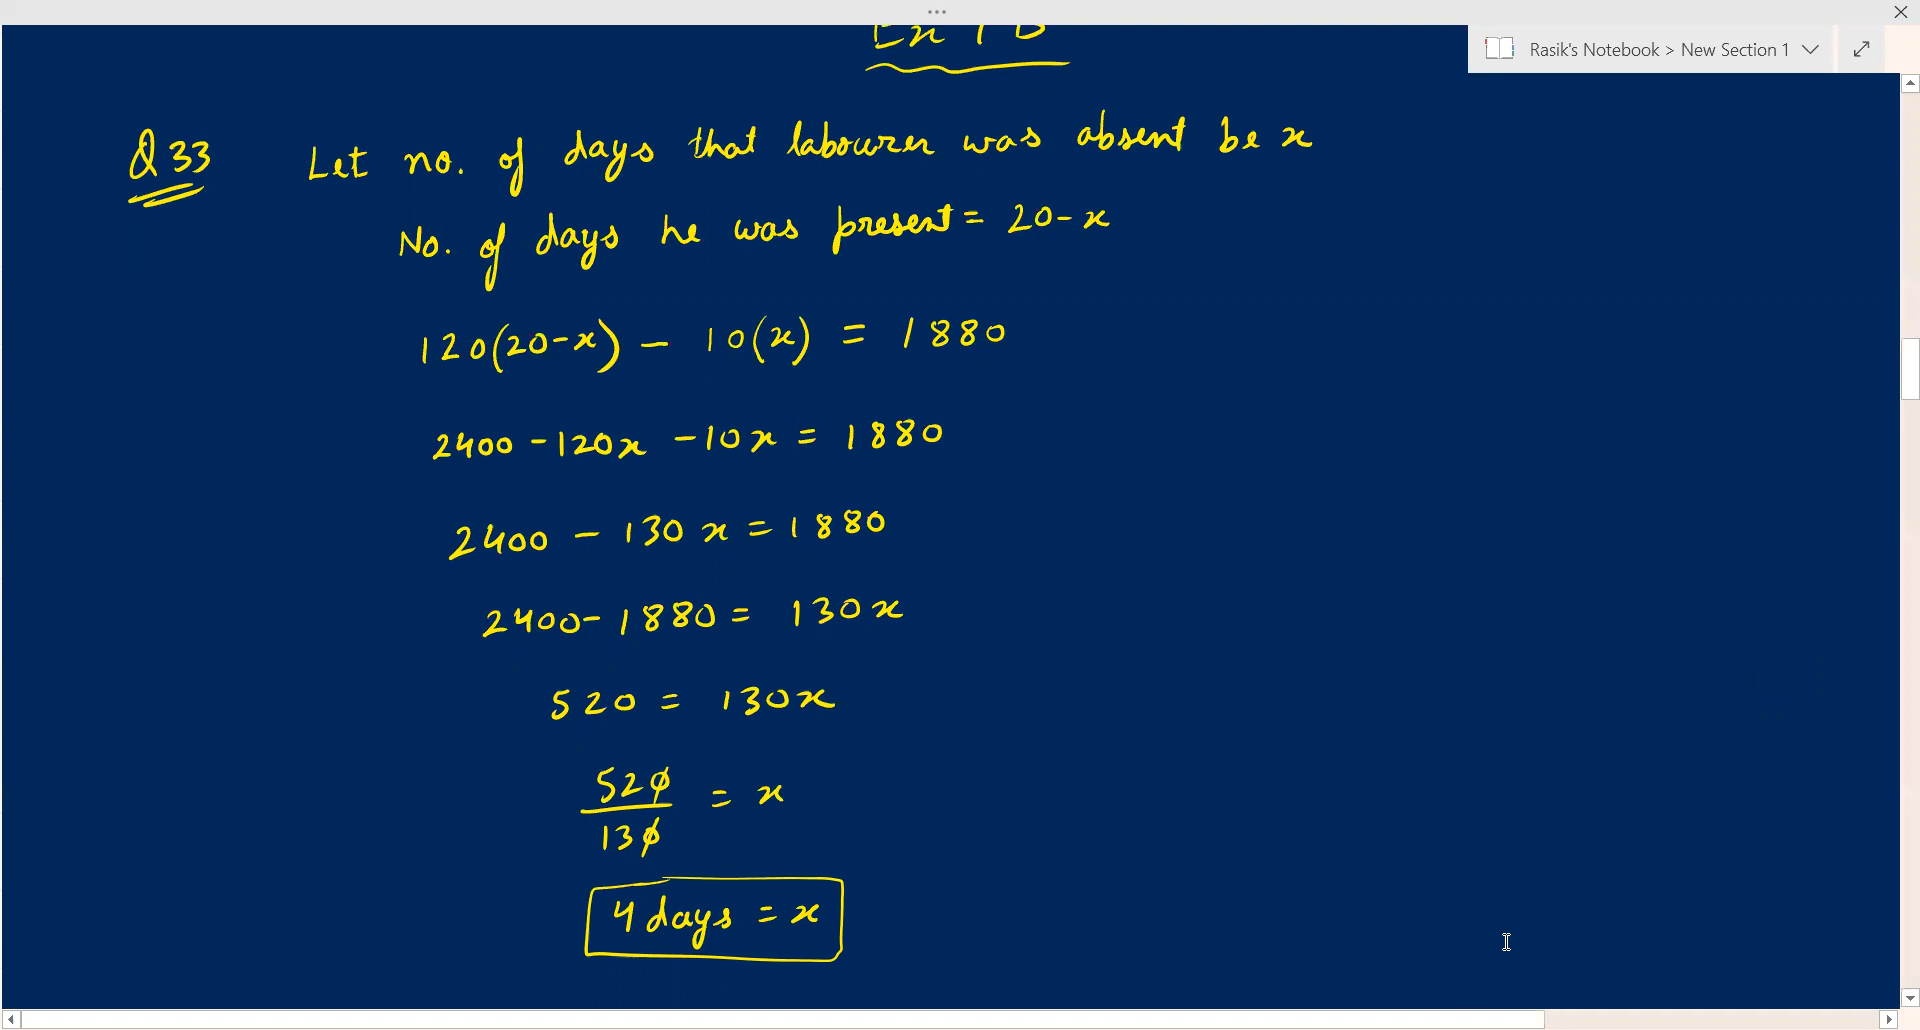 Rasik's Notebook > New Section 1
Q 33 Let no. of days that labourer was absent be x
No. of days he was present = 20-x
120(20-x) - 10(x) = 1880
2400 -120x -10x = 1880
2400 - 130x = 1880
2400-1880 = 130x
520 = 130x
520/130 = x
4 days = x